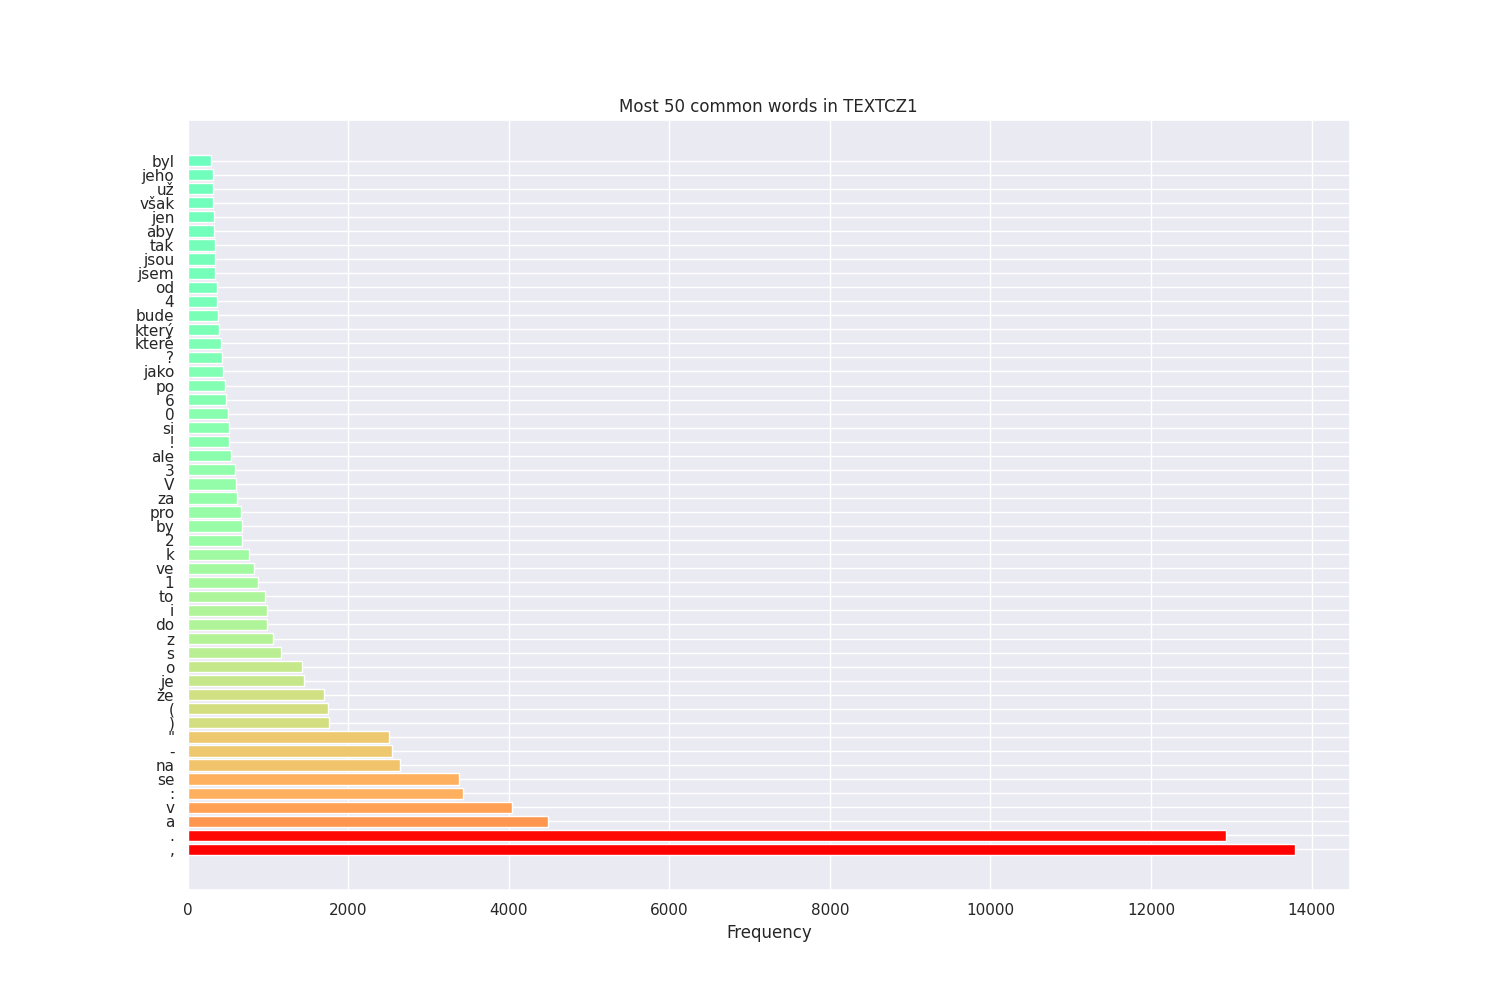 Most 50 common words in TEXTCZ1
byl
jeho
už
však
jen
aby
tak
jsou
jsem
od
4
bude
který
které
?
jako
po
6
0
si
!
ale
3
V
za
pro
by
2
k
ve
1
to
i
do
z
s
o
je
že
(
)
"
-
na
se
:
v
a
.
,
0 2000 4000 6000 8000 10000 12000 14000
Frequency